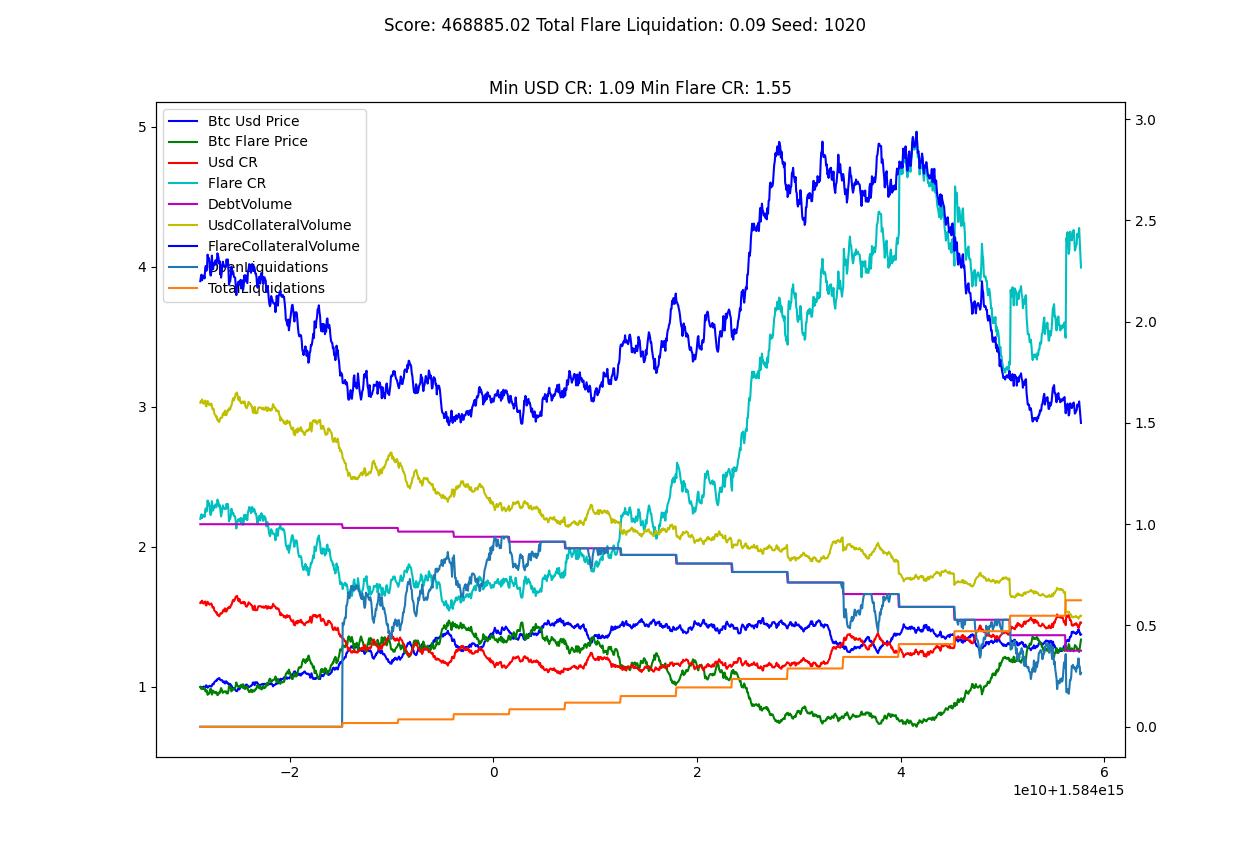 Score: 468885.02 Total Flare Liquidation: 0.09 Seed: 1020
Min USD CR: 1.09 Min Flare CR: 1.55
Btc Usd Price
Btc Flare Price
Usd CR
Flare CR
DebtVolume
UsdCollateralVolume
FlareCollateralVolume
OpenLiquidations
TotalLiquidations
5
4
3
2
1
3.0
2.5
2.0
1.5
1.0
0.5
0.0
−2
0
2
4
6
1e10+1.584e15